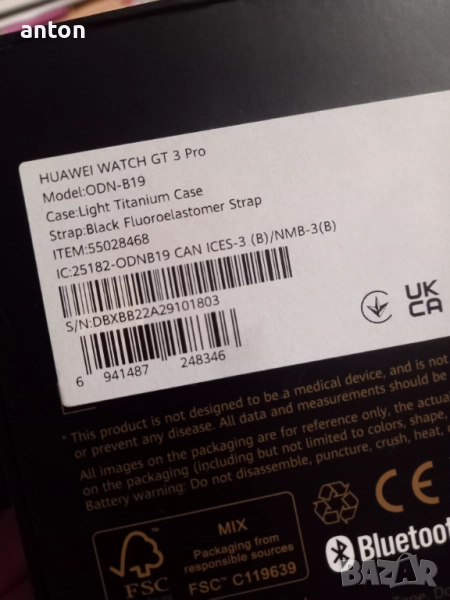 anton
HUAWEI WATCH GT 3 Pro
Model:ODN-B19
Case:Light Titanium Case
Strap:Black Fluoroelastomer Strap
ITEM:55028468
IC:25182-ODNB19 CAN ICES-3 (B)/NMB-3(B)
S/N:DBXBB22A29101803
6 941487 248346
UK
CA
* This product is not designed to be a medical device, and is not
or prevent any disease. All data and measurements should be
All images on the packaging are for reference only, the actual
on the packaging (including but not limited to colors, shape,
Battery warning: Do not disassemble, puncture, crush, heat,
CE
FSC
MIX
Packaging from
responsible sources
FSC™ C119639
Bluetoot
BAZAR